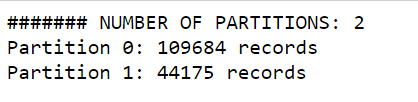 ####### NUMBER OF PARTITIONS: 2
Partition 0: 109684 records
Partition 1: 44175 records